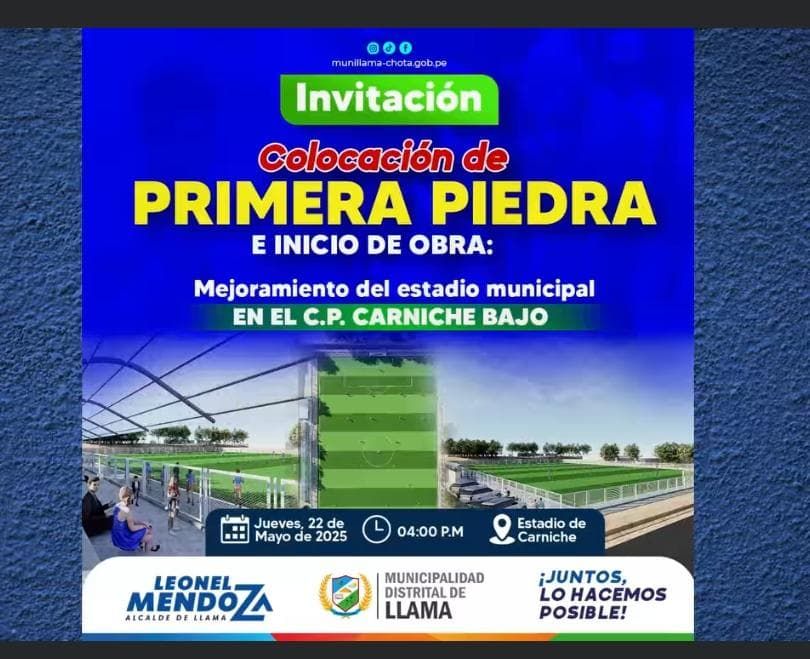 munillama-chota.gob.pe
Invitación
Colocación de
PRIMERA PIEDRA
E INICIO DE OBRA:
Mejoramiento del estadio municipal
EN EL C.P. CARNICHE BAJO
Jueves, 22 de
Mayo de 2025
04:00 P.M
Estadio de
Carniche
LEONEL
MENDOZA
ALCALDE DE LLAMA
MUNICIPALIDAD
DISTRITAL DE
LLAMA
¡JUNTOS,
LO HACEMOS
POSIBLE!